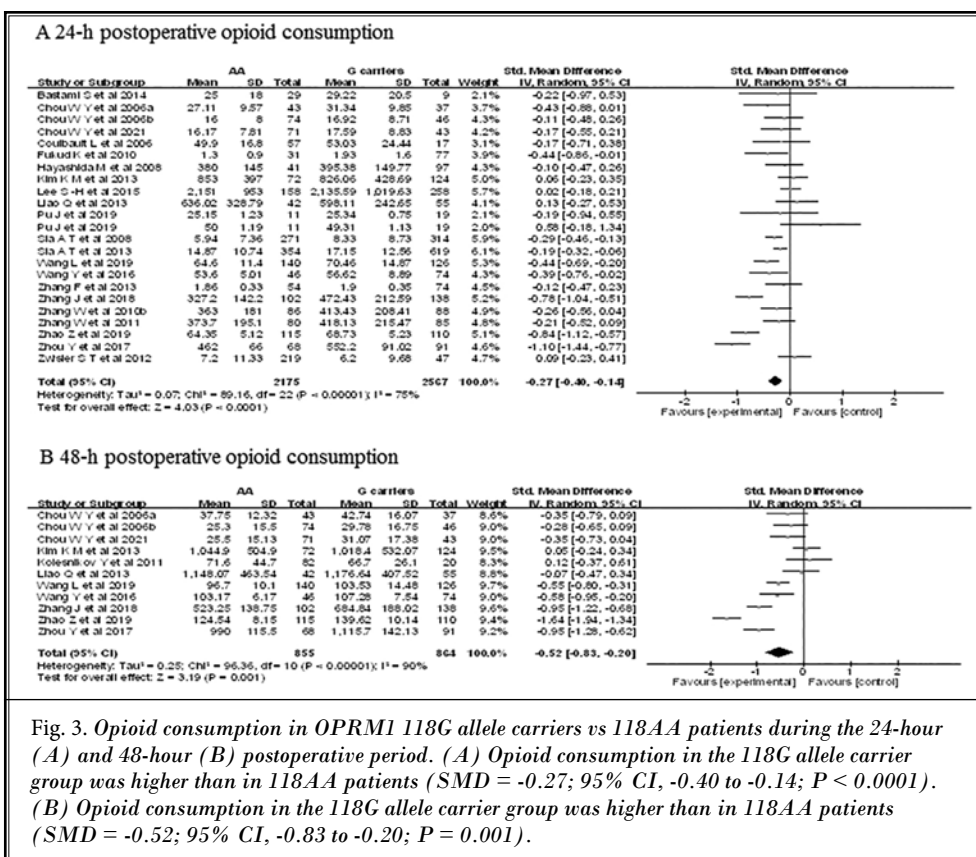 A 24-h postoperative opioid consumption
AA G carriers Std. Mean Difference Std. Mean Difference
Study or Subgroup Mean SD Total Mean SD Total Weight IV, Random, 95% CI IV, Random, 95% CI
Bastami S et al 2014 25 18 29 29.22 20.5 9 2.1% -0.22 [-0.97, 0.53]
Chou W Y et al 2006a 27.11 9.57 43 31.34 9.85 37 3.8% -0.43 [-0.88, 0.01]
Chou W Y et al 2006b 16 8 74 16.92 8.71 46 4.5% -0.11 [-0.48, 0.26]
Chou W Y et al 2021 16.17 7.81 71 17.59 8.83 43 4.4% -0.17 [-0.55, 0.21]
Coulbault L et al 2006 49.9 16.8 57 53.03 24.44 17 3.2% -0.17 [-0.71, 0.38]
Fukud K et al 2010 1.3 0.9 31 1.93 1.6 77 4.0% -0.44 [-0.86, -0.01]
Hayashida M et al 2008 380 145 41 395.38 149.77 97 4.5% -0.10 [-0.47, 0.26]
Kim K M et al 2013 853 397 72 826.06 428.69 124 5.2% 0.06 [-0.23, 0.35]
Lee S-H et al 2015 2,151 953 158 2,135.59 1,019.63 258 6.1% 0.02 [-0.18, 0.21]
Liao Q et al 2013 636.02 328.79 42 598.11 242.65 55 4.2% 0.13 [-0.27, 0.53]
Pu J et al 2019 25.15 1.23 11 25.34 0.75 19 2.1% -0.19 [-0.94, 0.55]
Pu J et al 2019 50 1.19 11 49.31 1.13 19 2.0% 0.58 [-0.18, 1.34]
Sia A T et al 2008 5.94 7.36 271 8.33 8.73 314 6.5% -0.29 [-0.46, -0.13]
Sia A T et al 2013 14.87 10.74 354 17.15 12.56 619 6.7% -0.19 [-0.32, -0.06]
Wang L et al 2019 64.6 11.4 140 70.46 14.87 126 5.7% -0.44 [-0.69, -0.20]
Wang Y et al 2016 53.6 5.01 46 56.62 8.89 74 4.4% -0.39 [-0.76, -0.02]
Zhang F et al 2013 1.86 0.33 54 1.9 0.35 74 4.7% -0.12 [-0.47, 0.23]
Zhang J et al 2018 327.2 142.2 102 472.43 212.59 138 5.5% -0.78 [-1.04, -0.51]
Zhang W et al 2010b 363 181 86 413.43 208.41 88 5.1% -0.26 [-0.56, 0.04]
Zhang W et al 2011 373.7 195.1 80 418.13 215.47 85 5.1% -0.21 [-0.52, 0.09]
Zhao Z et al 2019 64.35 5.12 115 68.73 5.23 110 5.4% -0.84 [-1.12, -0.57]
Zhou Y et al 2017 462 66 68 552.2 91.02 91 4.7% -1.10 [-1.44, -0.77]
Zwisler S T et al 2012 7.2 11.33 219 6.2 9.68 47 4.9% 0.09 [-0.23, 0.41]
Total (95% CI) 2175 2567 100.0% -0.27 [-0.40, -0.14]
Heterogeneity: Tau² = 0.07; Chi² = 89.16, df = 22 (P < 0.00001); I² = 75%
Test for overall effect: Z = 4.03 (P < 0.0001)
-2 -1 0 1 2
Favours [experimental] Favours [control]
B 48-h postoperative opioid consumption
AA G carriers Std. Mean Difference Std. Mean Difference
Study or Subgroup Mean SD Total Mean SD Total Weight IV, Random, 95% CI IV, Random, 95% CI
Chou W Y et al 2006a 37.75 12.32 43 42.74 16.07 37 8.6% -0.35 [-0.79, 0.09]
Chou W Y et al 2006b 25.3 15.5 74 29.78 16.75 46 9.0% -0.28 [-0.65, 0.09]
Chou W Y et al 2021 25.5 15.13 71 31.07 17.38 43 9.0% -0.35 [-0.73, 0.04]
Kim K M et al 2013 1,044.9 504.9 72 1,018.4 532.07 124 9.4% 0.05 [-0.24, 0.34]
Kolesnikov Y et al 2011 71.6 44.7 82 66.7 26.1 20 8.3% 0.12 [-0.37, 0.61]
Liao Q et al 2013 1,148.07 463.54 42 1,176.64 407.52 55 8.9% -0.07 [-0.47, 0.34]
Wang L et al 2019 96.7 10.1 140 103.53 14.48 126 9.6% -0.55 [-0.80, -0.31]
Wang Y et al 2016 103.17 6.17 46 107.28 7.54 74 9.0% -0.58 [-0.95, -0.20]
Zhang J et al 2018 523.25 138.75 102 684.84 188.02 138 9.5% -0.95 [-1.22, -0.68]
Zhao Z et al 2019 124.54 8.15 115 139.62 10.14 110 9.4% -1.64 [-1.94, -1.34]
Zhou Y et al 2017 990 115.5 68 1,115.7 142.13 91 9.2% -0.95 [-1.28, -0.62]
Total (95% CI) 855 864 100.0% -0.52 [-0.83, -0.20]
Heterogeneity: Tau² = 0.25; Chi² = 96.36, df = 10 (P < 0.00001); I² = 90%
Test for overall effect: Z = 3.19 (P = 0.001)
-2 -1 0 1 2
Favours [experimental] Favours [control]
Fig. 3. Opioid consumption in OPRM1 118G allele carriers vs 118AA patients during the 24-hour
(A) and 48-hour (B) postoperative period. (A) Opioid consumption in the 118G allele carrier
group was higher than in 118AA patients (SMD = -0.27; 95% CI, -0.40 to -0.14; P < 0.0001).
(B) Opioid consumption in the 118G allele carrier group was higher than in 118AA patients
(SMD = -0.52; 95% CI, -0.83 to -0.20; P = 0.001).